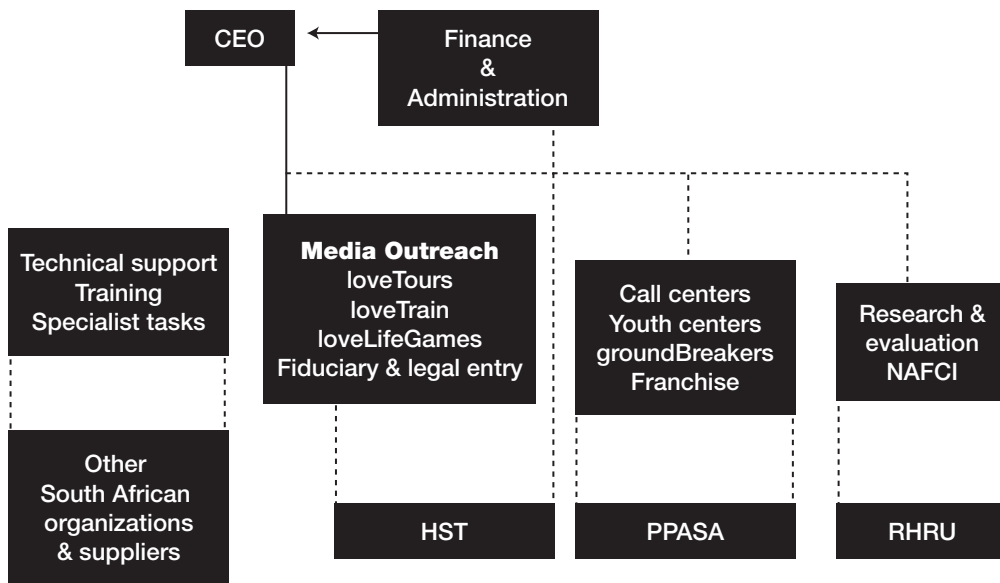 CEO
Finance
&
Administration
Technical support
Training
Specialist tasks
Media Outreach
loveTours
loveTrain
loveLifeGames
Fiduciary & legal entry
Call centers
Youth centers
groundBreakers
Franchise
Research &
evaluation
NAFCI
Other
South African
organizations
& suppliers
HST
PPASA
RHRU